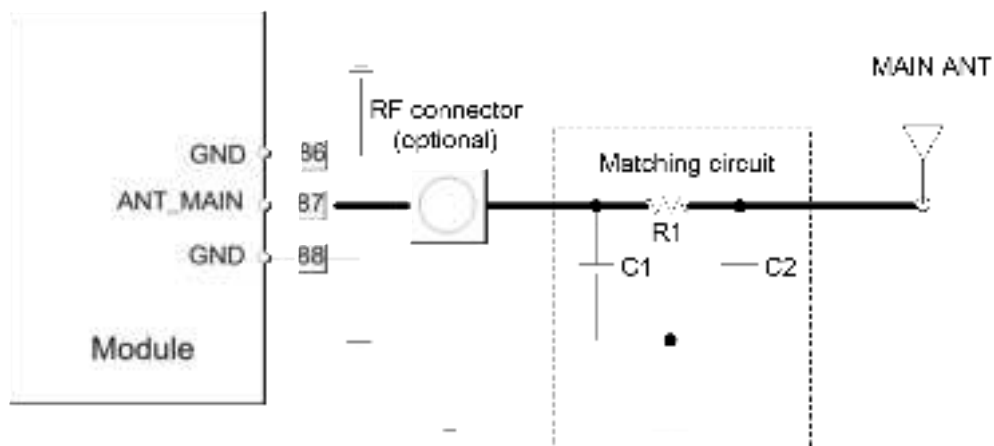 MAIN ANT
RF connector
(optional)
GND
86
Matching circuit
ANT_MAIN
87
R1
GND
88
C1
C2
Module